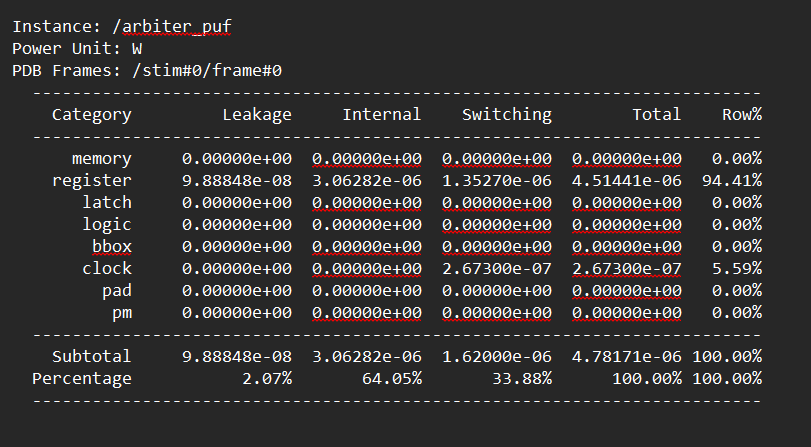 Instance: /arbiter_puf
Power Unit: W
PDB Frames: /stim#0/frame#0
-------------------------------------------------------------------------
Category Leakage Internal Switching Total Row%
-------------------------------------------------------------------------
memory 0.00000e+00 0.00000e+00 0.00000e+00 0.00000e+00 0.00%
register 9.88848e-08 3.06282e-06 1.35270e-06 4.51441e-06 94.41%
latch 0.00000e+00 0.00000e+00 0.00000e+00 0.00000e+00 0.00%
logic 0.00000e+00 0.00000e+00 0.00000e+00 0.00000e+00 0.00%
bbox 0.00000e+00 0.00000e+00 0.00000e+00 0.00000e+00 0.00%
clock 0.00000e+00 0.00000e+00 2.67300e-07 2.67300e-07 5.59%
pad 0.00000e+00 0.00000e+00 0.00000e+00 0.00000e+00 0.00%
pm 0.00000e+00 0.00000e+00 0.00000e+00 0.00000e+00 0.00%
-------------------------------------------------------------------------
Subtotal 9.88848e-08 3.06282e-06 1.62000e-06 4.78171e-06 100.00%
Percentage 2.07% 64.05% 33.88% 100.00% 100.00%
-------------------------------------------------------------------------